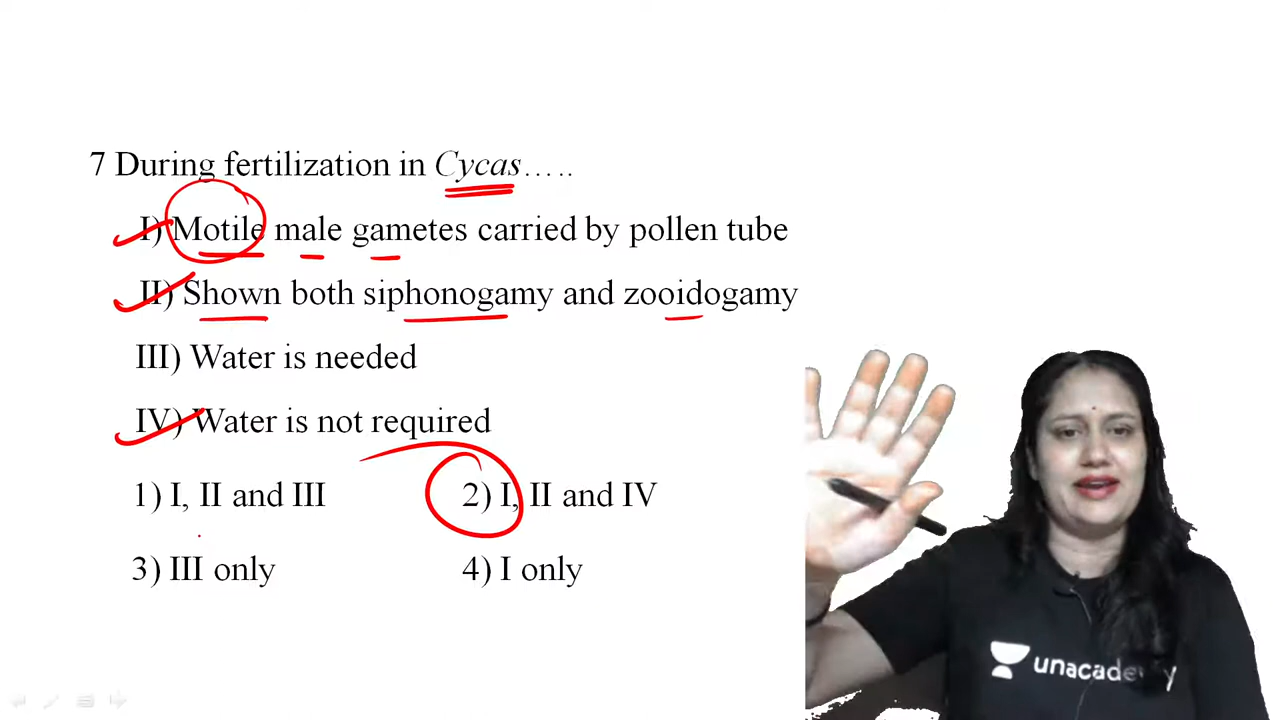 7 During fertilization in Cycas…..
I) Motile male gametes carried by pollen tube
II) Shown both siphonogamy and zooidogamy
III) Water is needed
IV) Water is not required
1) I, II and III
2) I, II and IV
3) III only
4) I only
unacademy